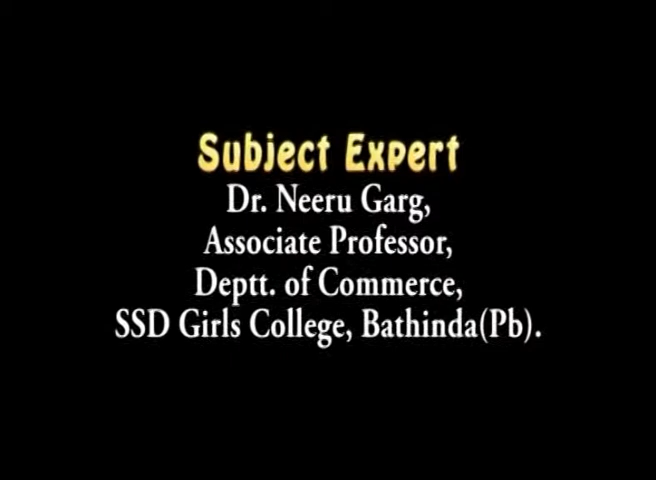 Subject Expert
Dr. Neeru Garg,
Associate Professor,
Deptt. of Commerce,
SSD Girls College, Bathinda(Pb).